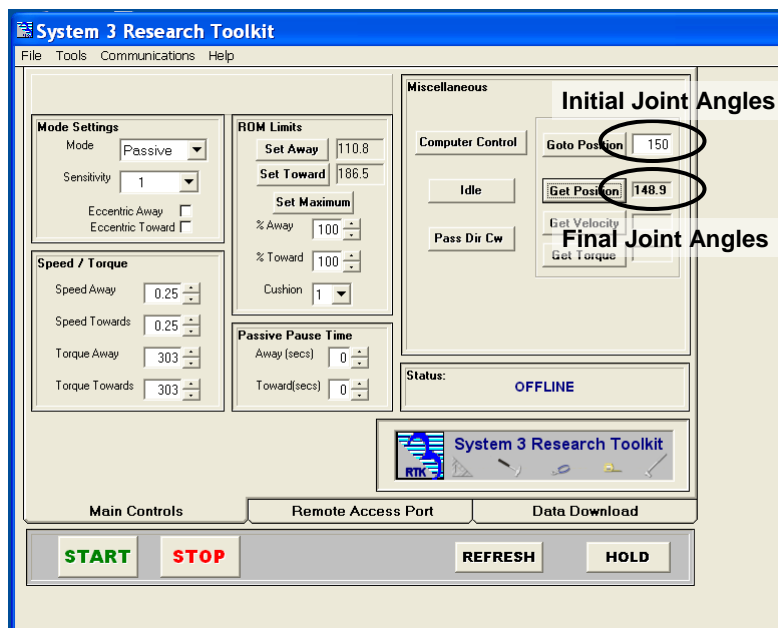 System 3 Research Toolkit
File Tools Communications Help
Mode Settings
Mode Passive
Sensitivity 1
Eccentric Away
Eccentric Toward
Speed / Torque
Speed Away 0.25
Speed Towards 0.25
Torque Away 303
Torque Towards 303
ROM Limits
Set Away 110.8
Set Toward 186.5
Set Maximum
% Away 100
% Toward 100
Cushion 1
Passive Pause Time
Away (secs) 0
Toward(secs) 0
Miscellaneous
Initial Joint Angles
Computer Control
Goto Position 150
Idle
Get Position 148.9
Get Velocity
Pass Dir Cw
Final Joint Angles
Get Torque
Status:
OFFLINE
RTK
System 3 Research Toolkit
Main Controls
Remote Access Port
Data Download
START
STOP
REFRESH
HOLD